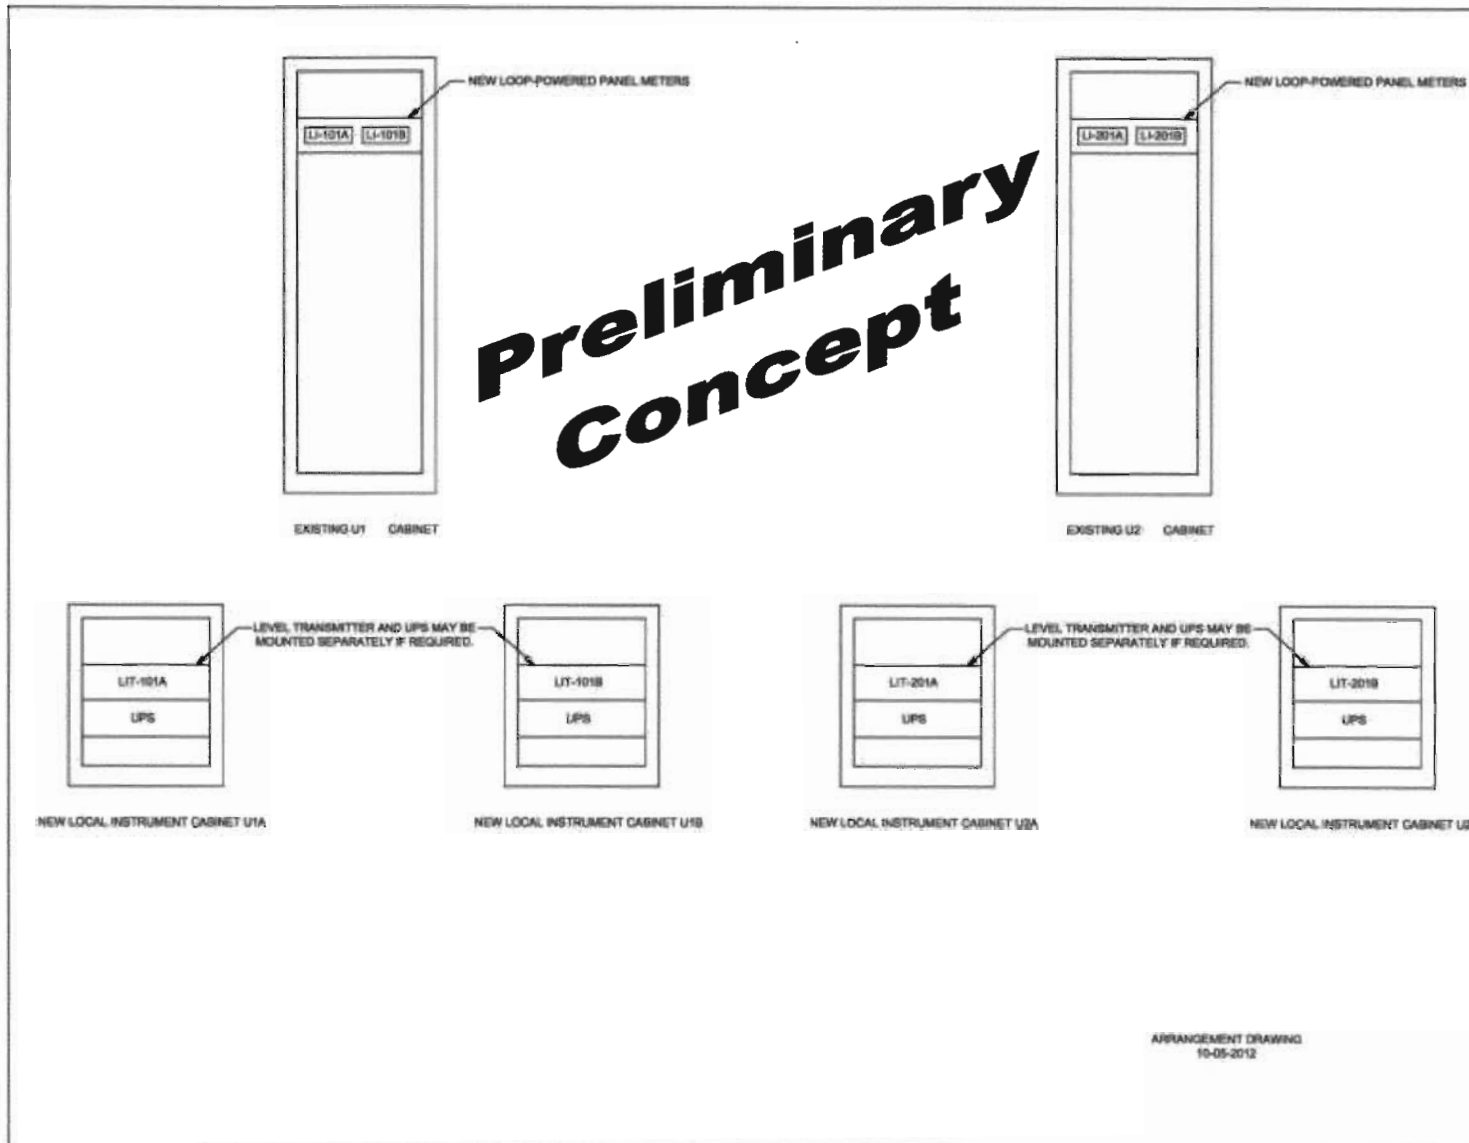 NEW LOOP-POWERED PANEL METERS
LI-101A LI-101B
EXISTING U1 CABINET
NEW LOOP-POWERED PANEL METERS
LI-201A LI-201B
EXISTING U2 CABINET
Preliminary
Concept
LEVEL TRANSMITTER AND UPS MAY BE
MOUNTED SEPARATELY IF REQUIRED.
LIT-101A
UPS
NEW LOCAL INSTRUMENT CABINET U1A
LIT-101B
UPS
NEW LOCAL INSTRUMENT CABINET U1B
LEVEL TRANSMITTER AND UPS MAY BE
MOUNTED SEPARATELY IF REQUIRED.
LIT-201A
UPS
NEW LOCAL INSTRUMENT CABINET U2A
LIT-201B
UPS
NEW LOCAL INSTRUMENT CABINET
ARRANGEMENT DRAWING
10-05-2012